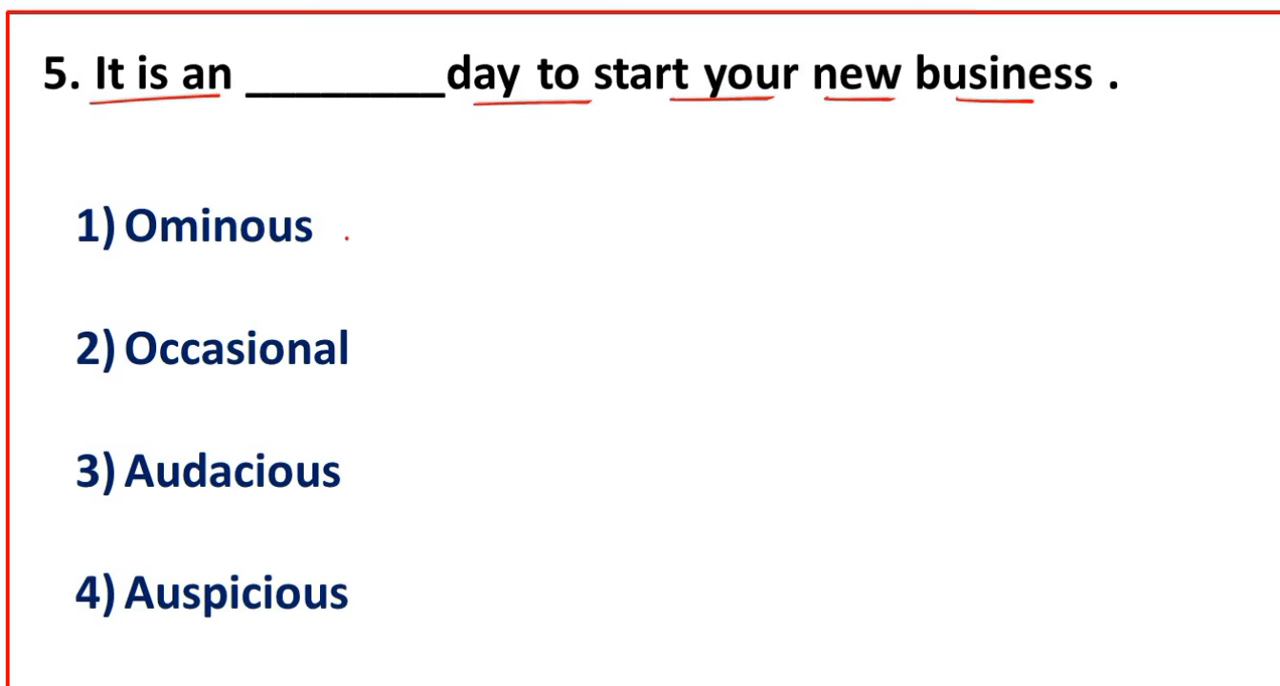 5. It is an ________day to start your new business .
1) Ominous
2) Occasional
3) Audacious
4) Auspicious